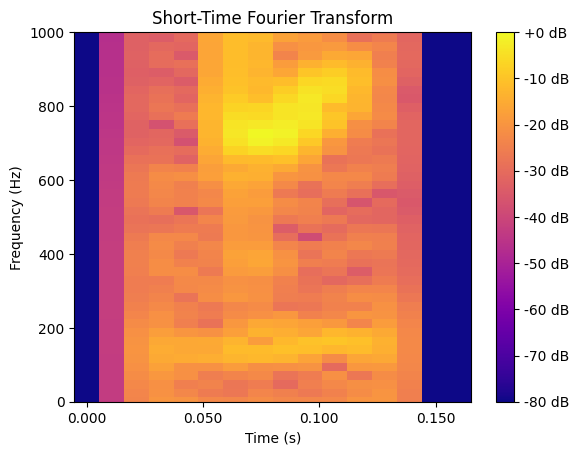 Short-Time Fourier Transform
1000
800
600
400
200
0
Frequency (Hz)
0.000
0.050
0.100
0.150
Time (s)
+0 dB
-10 dB
-20 dB
-30 dB
-40 dB
-50 dB
-60 dB
-70 dB
-80 dB